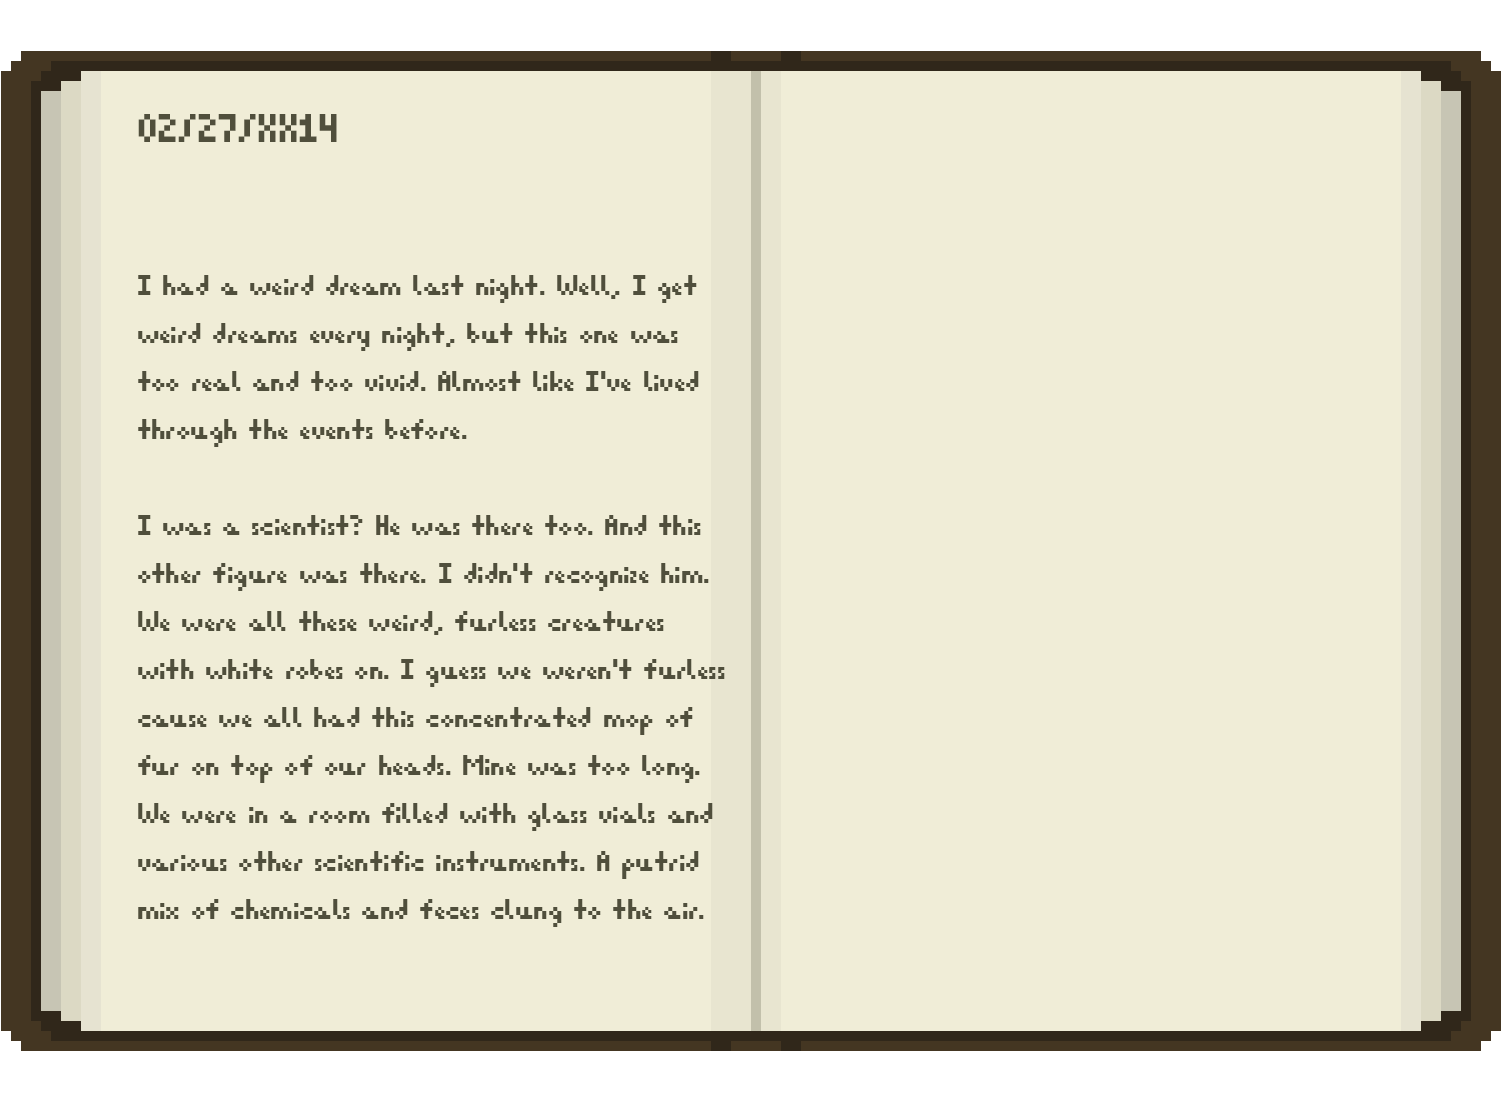 02/27/XX14
I had a weird dream last night. Well, I get
weird dreams every night, but this one was
too real and too vivid. Almost like I've lived
through the events before.
I was a scientist? He was there too. And this
other figure was there. I didn't recognize him.
We were all these weird, furless creatures
with white robes on. I guess we weren't furless
cause we all had this concentrated mop of
fur on top of our heads. Mine was too long.
We were in a room filled with glass vials and
various other scientific instruments. A putrid
mix of chemicals and feces clung to the air.